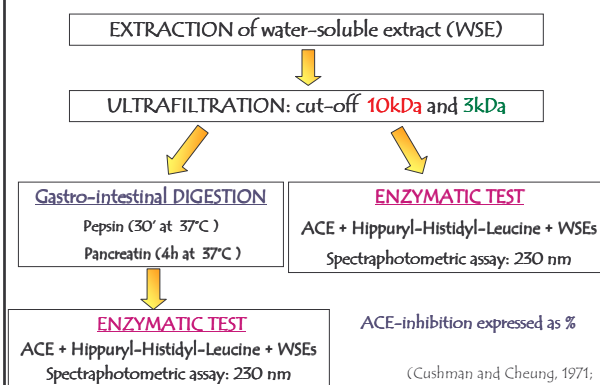 EXTRACTION of water-soluble extract (WSE)
ULTRAFILTRATION: cut-off 10kDa and 3kDa
Gastro-intestinal DIGESTION
Pepsin (30' at 37°C )
Pancreatin (4h at 37°C )
ENZYMATIC TEST
ACE + Hippuryl-Histidyl-Leucine + WSEs
Spectraphotometric assay: 230 nm
ENZYMATIC TEST
ACE + Hippuryl-Histidyl-Leucine + WSEs
Spectraphotometric assay: 230 nm
ACE-inhibition expressed as %
(Cushman and Cheung, 1971;